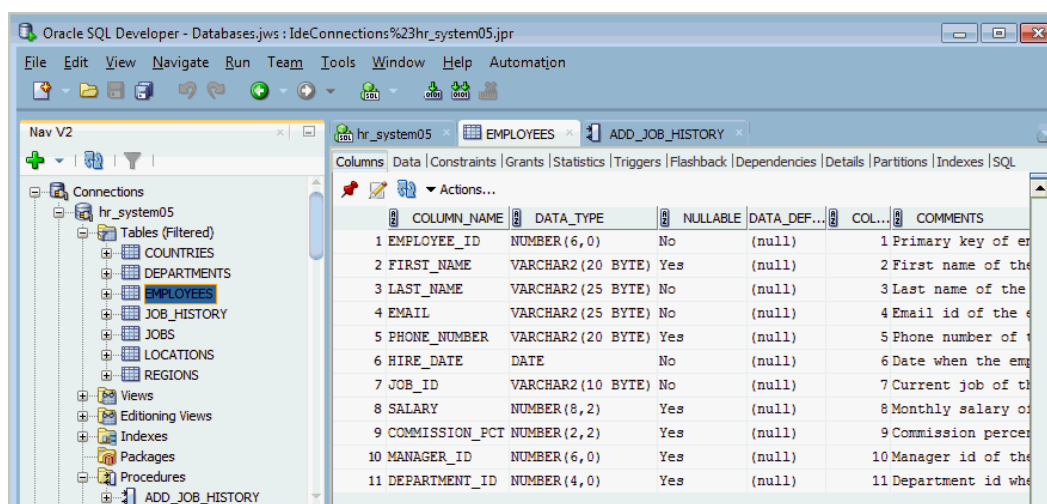 Oracle SQL Developer - Databases.jws : IdeConnections%23hr_system05.jpr
File Edit View Navigate Run Team Tools Window Help Automation
Nav V2
Connections
hr_system05
Tables (Filtered)
COUNTRIES
DEPARTMENTS
EMPLOYEES
JOB_HISTORY
JOBS
LOCATIONS
REGIONS
Views
Editioning Views
Indexes
Packages
Procedures
ADD_JOB_HISTORY
hr_system05 EMPLOYEES ADD_JOB_HISTORY
Columns Data | Constraints | Grants | Statistics | Triggers | Flashback | Dependencies | Details | Partitions | Indexes | SQL
Actions...
COLUMN_NAME DATA_TYPE NULLABLE DATA_DEF... COL... COMMENTS
1 EMPLOYEE_ID NUMBER(6,0) No (null) 1 Primary key of
2 FIRST_NAME VARCHAR2(20 BYTE) Yes (null) 2 First name of the
3 LAST_NAME VARCHAR2(25 BYTE) No (null) 3 Last name of the
4 EMAIL VARCHAR2(25 BYTE) No (null) 4 Email id of the
5 PHONE_NUMBER VARCHAR2(20 BYTE) Yes (null) 5 Phone number of
6 HIRE_DATE DATE No (null) 6 Date when the emp
7 JOB_ID VARCHAR2(10 BYTE) No (null) 7 Current job of
8 SALARY NUMBER(8,2) Yes (null) 8 Monthly salary
9 COMMISSION_PCT NUMBER(2,2) Yes (null) 9 Commission percen
10 MANAGER_ID NUMBER(6,0) Yes (null) 10 Manager id of the
11 DEPARTMENT_ID NUMBER(4,0) Yes (null) 11 Department id whe